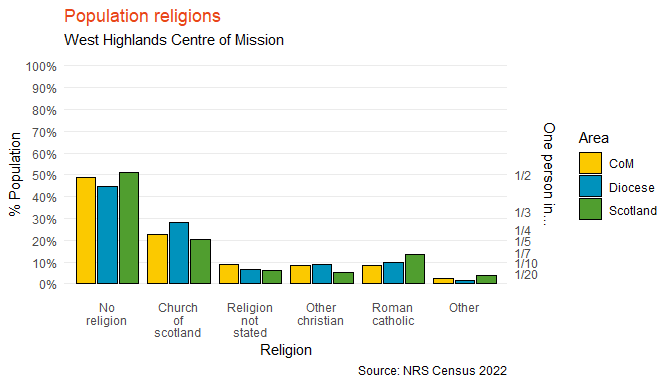 Population religions
West Highlands Centre of Mission
100%
90%
80%
70%
60%
50%
40%
30%
20%
10%
0%
% Population
1/2
1/3
1/4
1/5
1/7
1/10
1/20
One person in...
Area
CoM
Diocese
Scotland
No
religion
Church
of
scotland
Religion
not
stated
Other
christian
Roman
catholic
Other
Religion
Source: NRS Census 2022